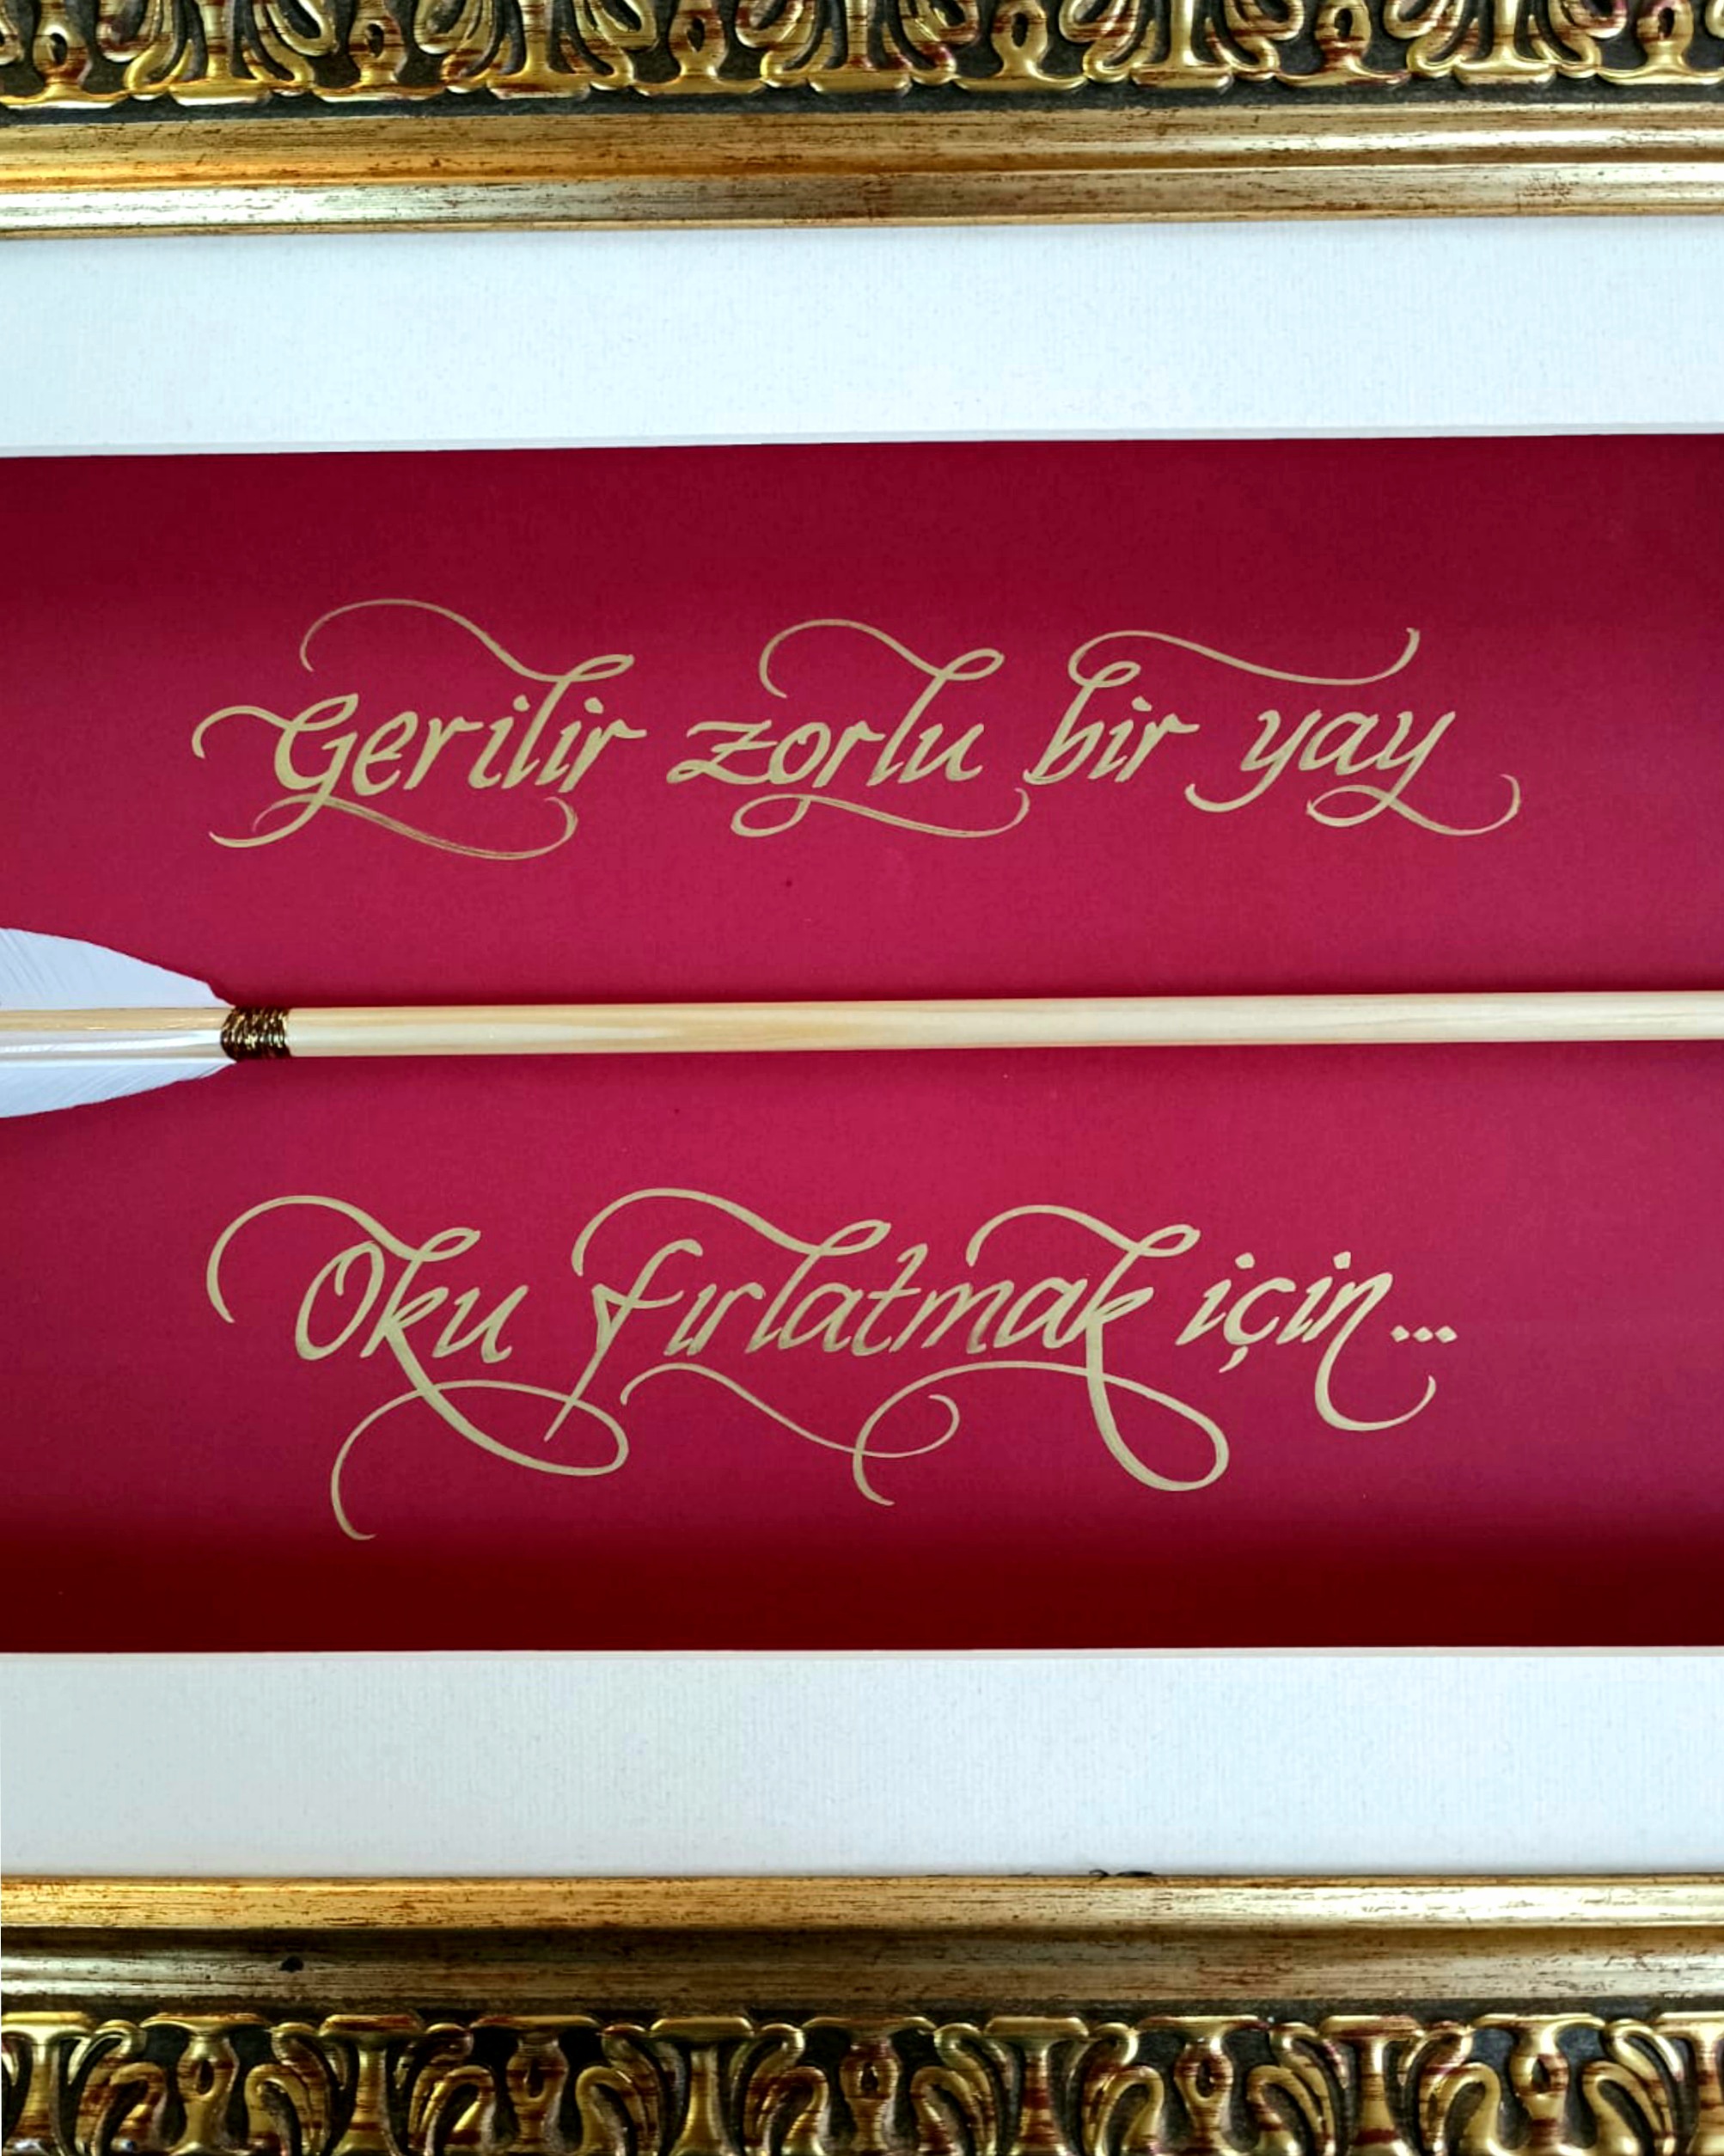 Gerilir zorlu bir yay
Oku fırlatmak için...